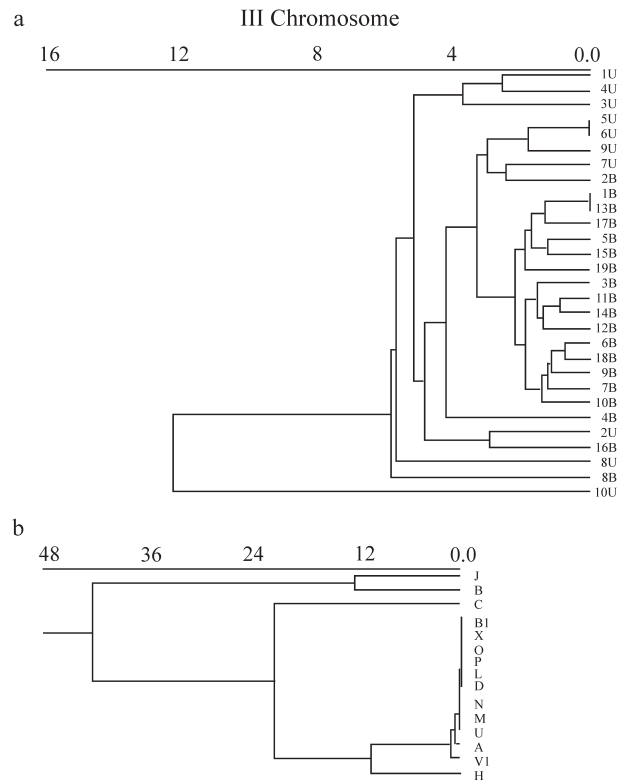 a
III Chromosome
16 12 8 4 0.0
1U
4U
3U
5U
6U
9U
7U
2B
1B
13B
17B
5B
15B
19B
3B
11B
14B
12B
6B
18B
9B
7B
10B
4B
2U
16B
8U
8B
10U
b
48 36 24 12 0.0
J
B
C
B1
X
O
P
L
D
N
M
U
A
V1
H